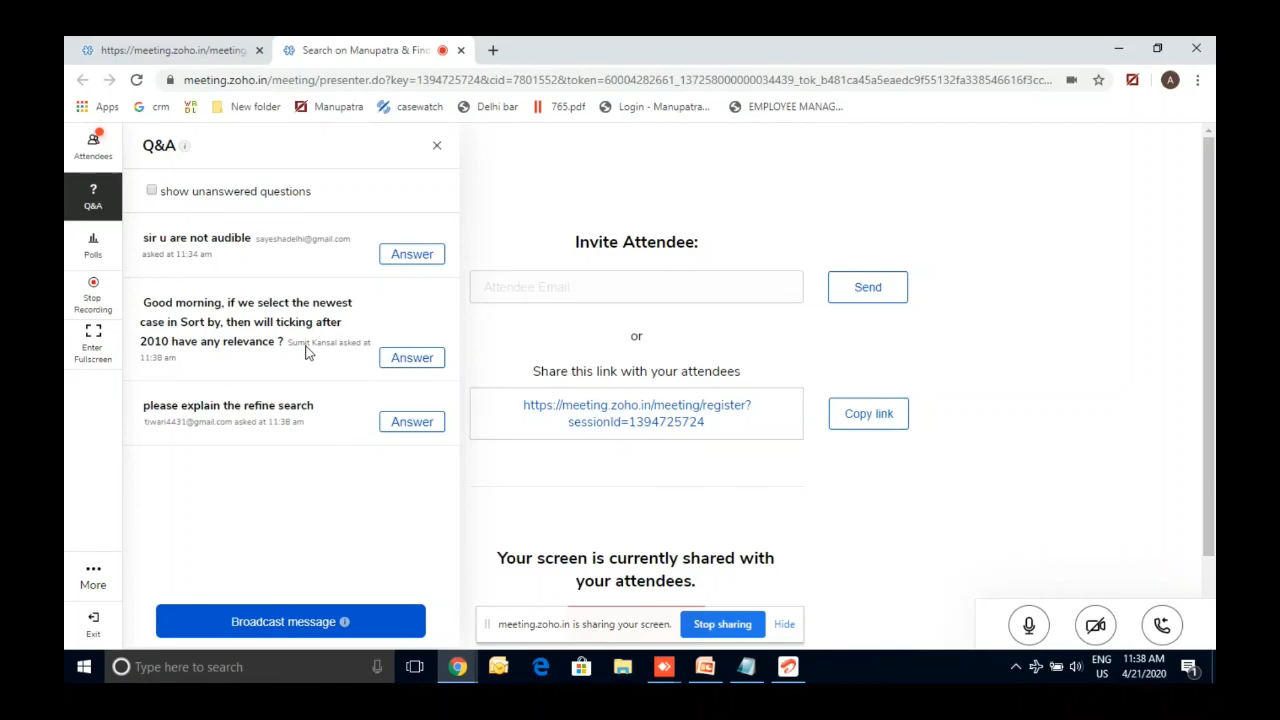 https://meeting.zoho.in/meeting.
Search on Manupatra & Fin
meeting.zoho.in/meeting/presenter.do?key=1394725724&cid=7801552&token=60004282661_137258000000034439_tok_b481ca45a5eaedc9f55132fa338546616f3cc...
A
Apps
crm
New folder
Manupatra
casewatch
Delhi bar
765.pdf
Login - Manupatra...
EMPLOYEE MANAG...
Attendees
?
Q&A
Polls
Stop
Recording
Enter
Fullscreen
More
Exit
Q&A
show unanswered questions
sir u are not audible sayeshadelhi@gmail.com
asked at 11:34 am
Answer
Good morning, if we select the newest
case in Sort by, then will ticking after
2010 have any relevance ? Sumit Kansal asked at
11:38 am
Answer
please explain the refine search
tiwari4431@gmail.com asked at 11:38 am
Answer
Broadcast message
Invite Attendee:
Attendee Email
Send
or
Share this link with your attendees
https://meeting.zoho.in/meeting/register?
sessionId=1394725724
Copy link
Your screen is currently shared with
your attendees.
meeting.zoho.in is sharing your screen.
Stop sharing
Hide
Type here to search
ENG
US
11:38 AM
4/21/2020
1